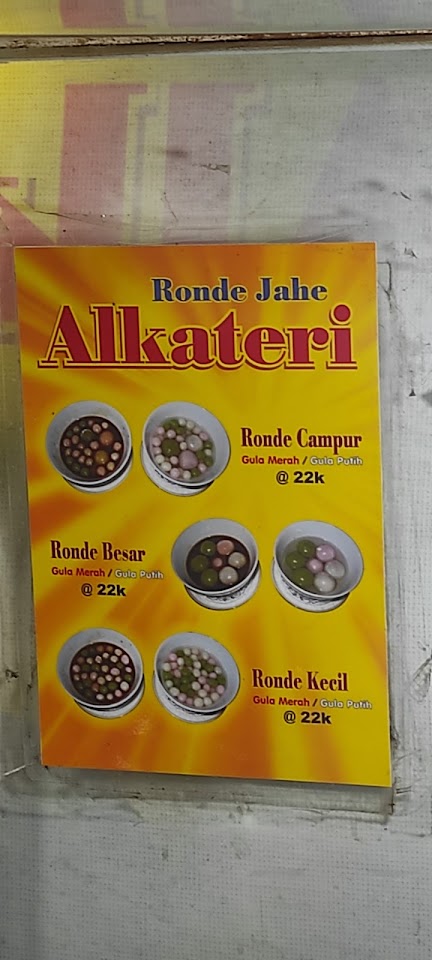 Ronde Jahe
Alkateri
Ronde Campur
Gula Merah / Gula Putih
@ 22k
Ronde Besar
Gula Merah / Gula Putih
@ 22k
Ronde Kecil
Gula Merah / Gula Putih
@ 22k